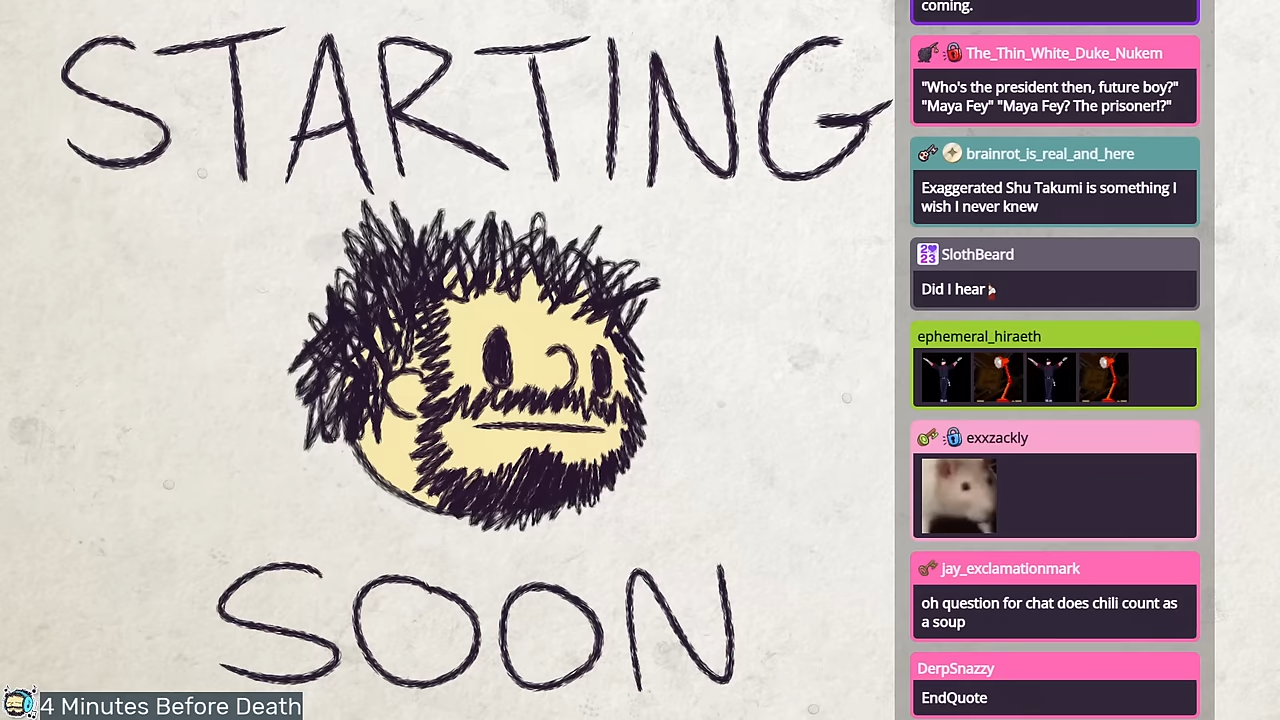 STARTING
SOON
4 Minutes Before Death
coming.
The_Thin_White_Duke_Nukem
"Who's the president then, future boy?"
"Maya Fey" "Maya Fey? The prisoner!?"
brainrot_is_real_and_here
Exaggerated Shu Takumi is something I
wish I never knew
2023
SlothBeard
Did I hear
ephemeral_hiraeth
exxzackly
jay_exclamationmark
oh question for chat does chili count as
a soup
DerpSnazzy
EndQuote